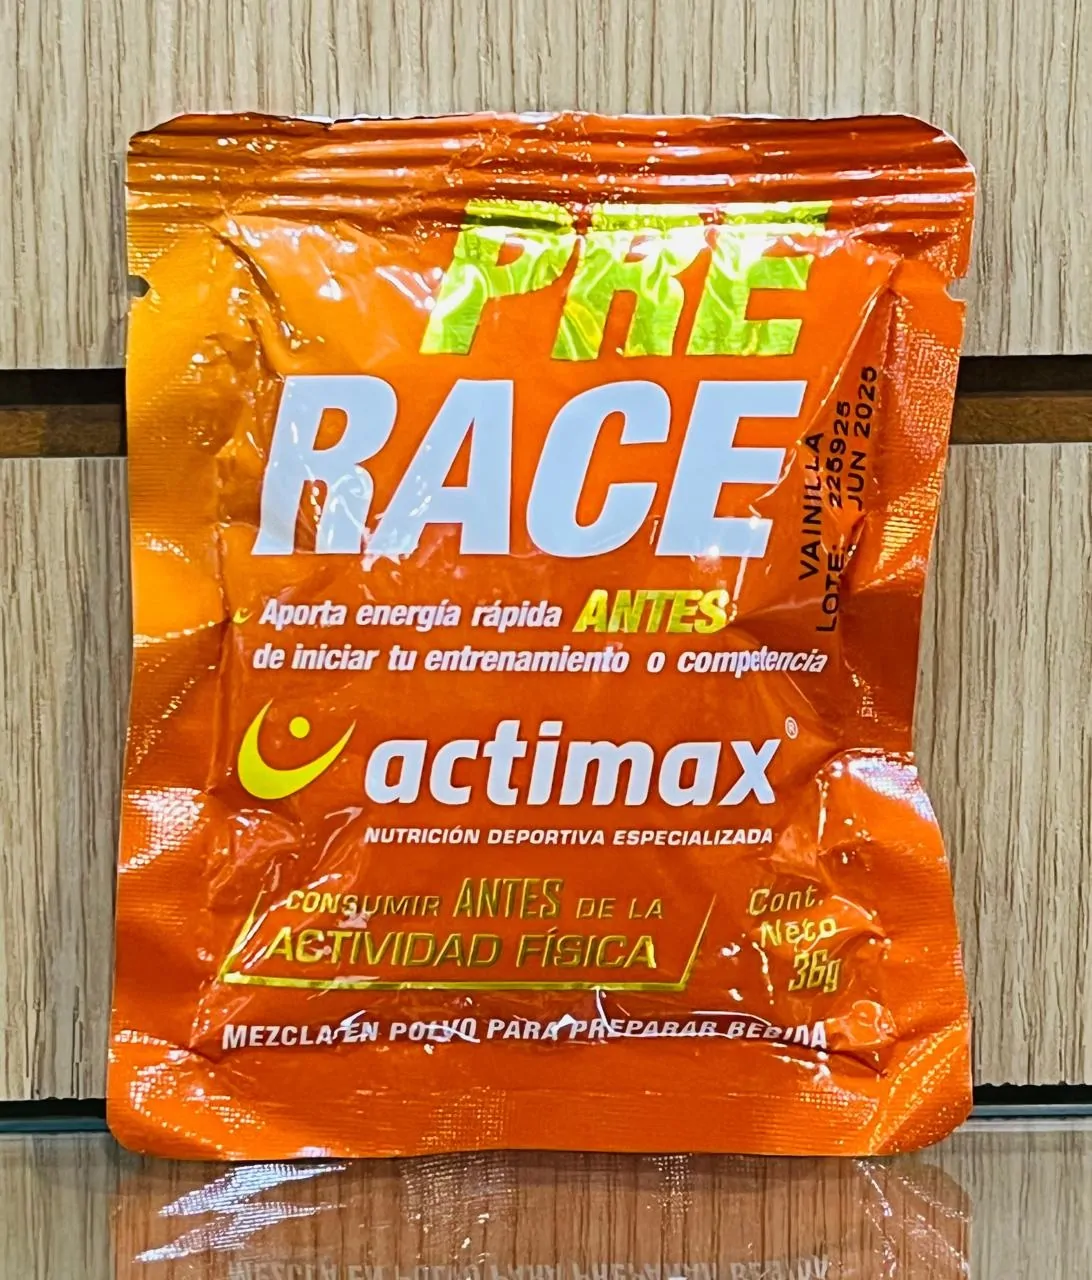 PRE
RACE
VAINILLA
LOTE: 225925
JUN 2025
Aporta energía rápida ANTES
de iniciar tu entrenamiento o competencia
actimax®
NUTRICIÓN DEPORTIVA ESPECIALIZADA
CONSUMIR ANTES DE LA
ACTIVIDAD FÍSICA
Cont.
Neto
36g
MEZCLA EN POLVO PARA PREPARAR BEBIDA